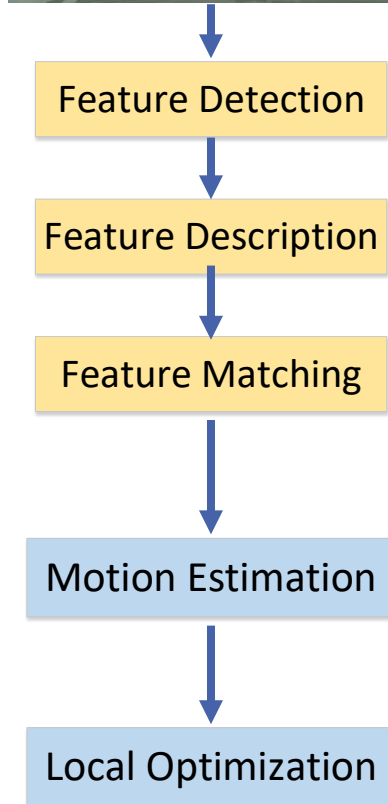 Feature Detection
Feature Description
Feature Matching
Motion Estimation
Local Optimization